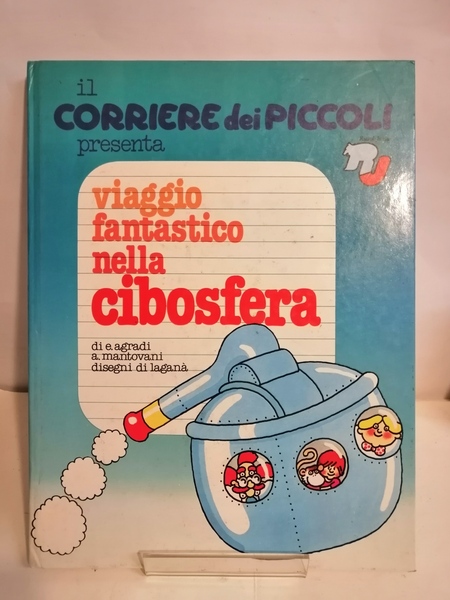 il
CORRIERE dei PICCOLI
presenta
viaggio
fantastico
nella
cibosfera
di e. agradi
a. mantovani
disegni di laganà